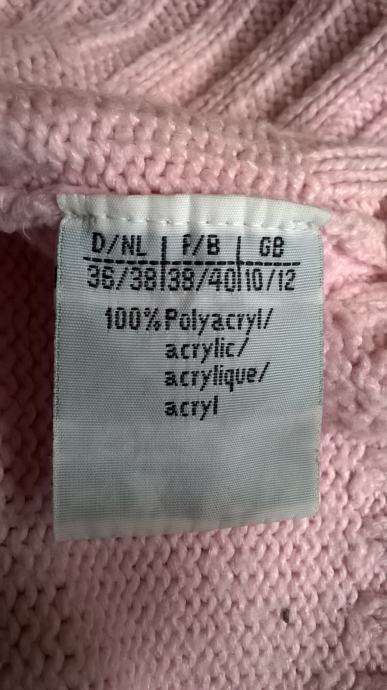 D/NL | F/B | GB
36/38|38/40|10/12
100% Polyacryl/
acrylic/
acrylique/
acryl